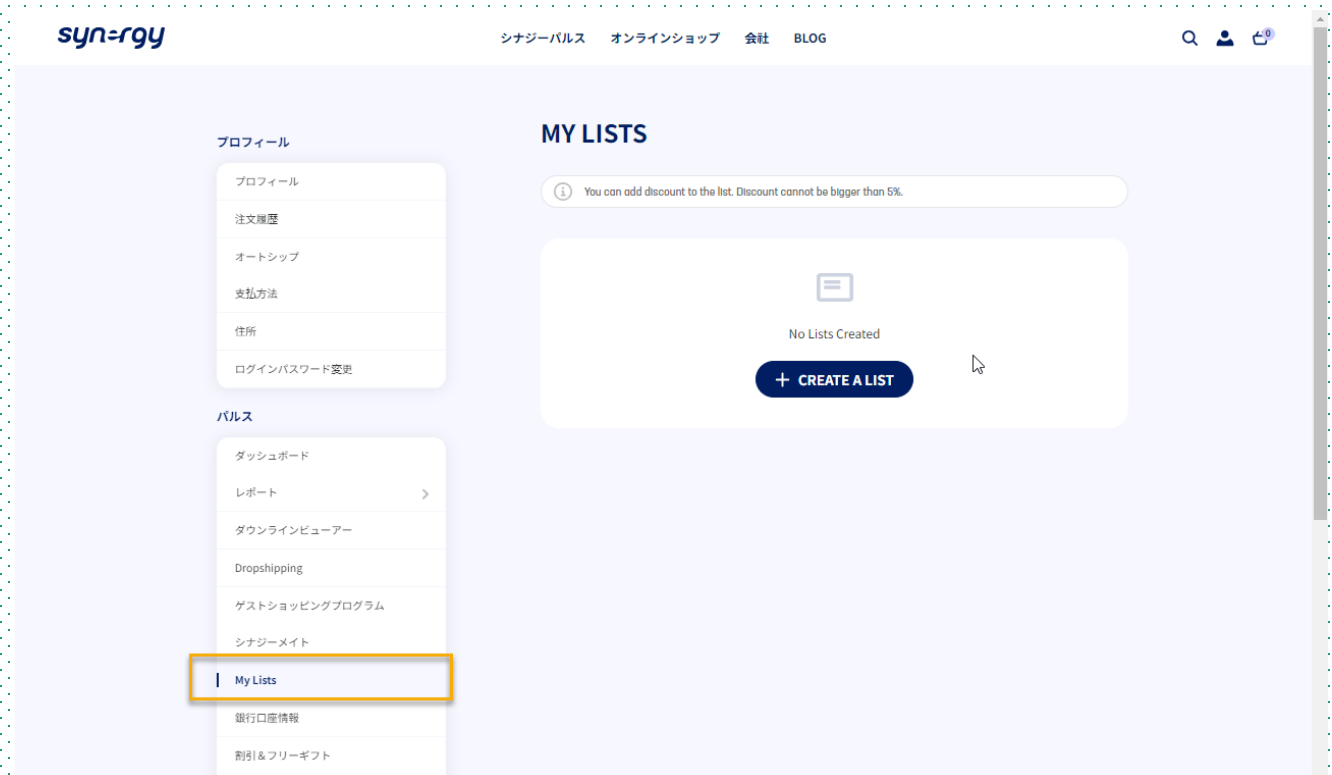 synergy
シナジーパルス オンラインショップ 会社 BLOG
0
プロフィール
プロフィール
注文履歴
オートシップ
支払方法
住所
ログインパスワード変更
パルス
ダッシュボード
レポート
ダウンラインビューアー
Dropshipping
ゲストショッピングプログラム
シナジーメイト
My Lists
銀行口座情報
割引&フリーギフト
MY LISTS
You can add discount to the list. Discount cannot be bigger than 5%.
No Lists Created
+ CREATE A LIST